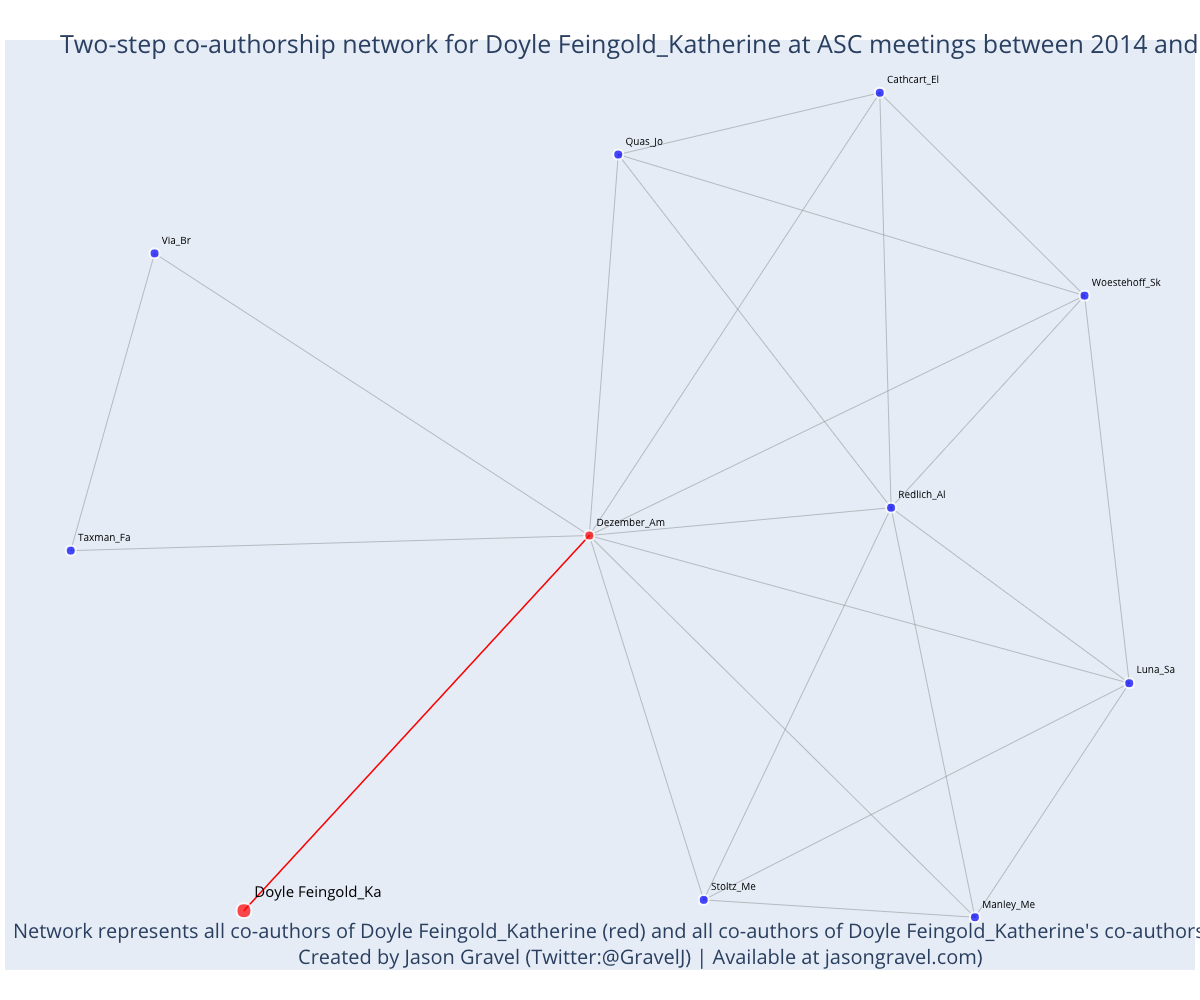 Two-step co-authorship network for Doyle Feingold_Katherine at ASC meetings between 2014 and
Cathcart_El
Quas_Jo
Via_Br
Woestehoff_Sk
Redlich_Al
Dezember_Am
Taxman_Fa
Luna_Sa
Stoltz_Me
Doyle Feingold_Ka
Manley_Me
Network represents all co-authors of Doyle Feingold_Katherine (red) and all co-authors of Doyle Feingold_Katherine's co-authors
Created by Jason Gravel (Twitter:@GravelJ) | Available at jasongravel.com)